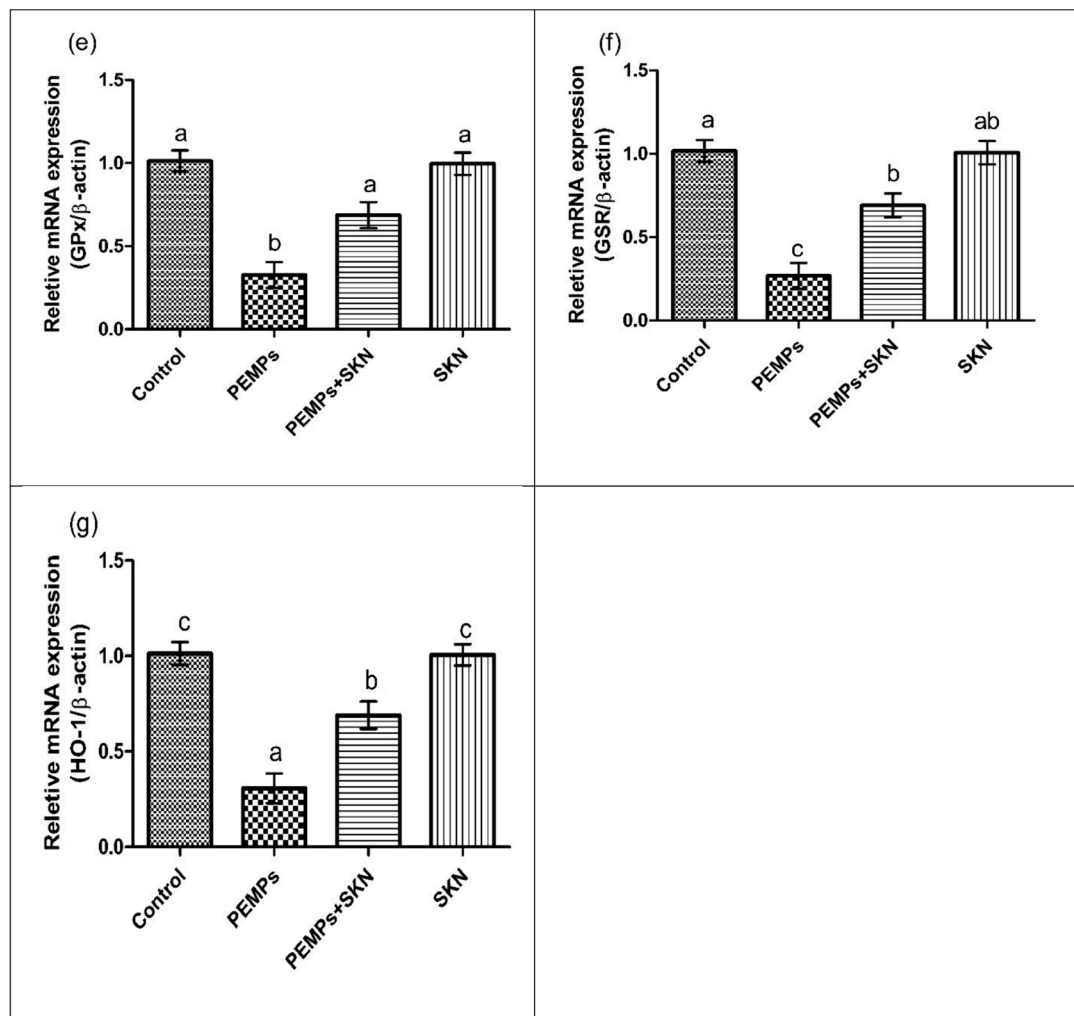 (e)
Reletive mRNA expression
(GPx/β-actin)
1.5
1.0
0.5
0.0
a
b
a
a
Control
PEMPs
PEMPs+SKN
SKN
(f)
Reletive mRNA expression
(GSR/β-actin)
1.5
1.0
0.5
0.0
a
c
b
ab
Control
PEMPs
PEMPs+SKN
SKN
(g)
Reletive mRNA expression
(HO-1/β-actin)
1.5
1.0
0.5
0.0
c
a
b
c
Control
PEMPs
PEMPs+SKN
SKN